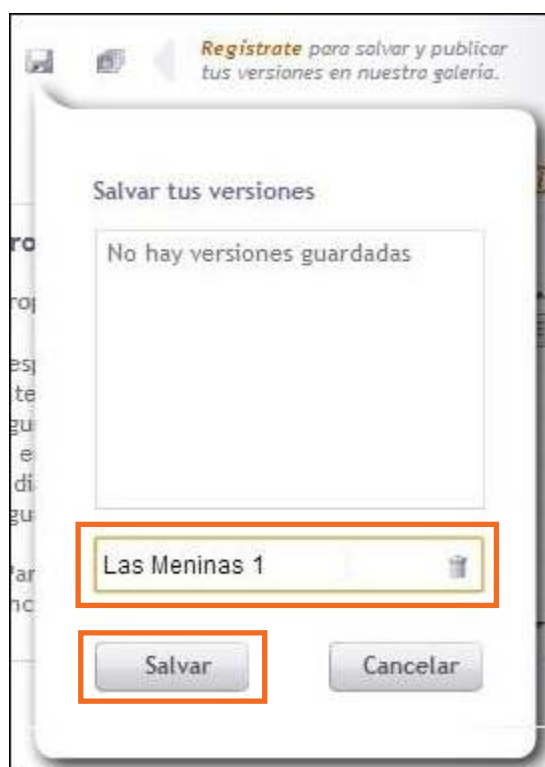 Regístrate para salvar y publicar
tus versiones en nuestra galería.
Salvar tus versiones
No hay versiones guardadas
Las Meninas 1
Salvar
Cancelar